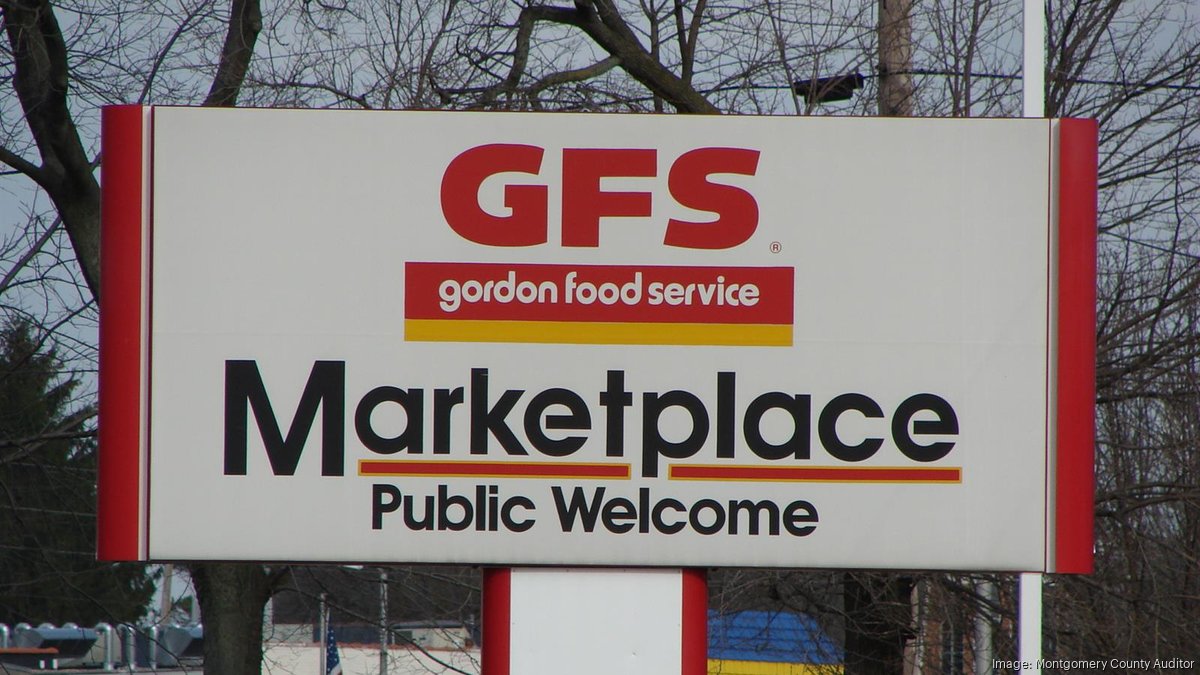 GFS®
gordon food service
Marketplace
Public Welcome
Image: Montgomery County Auditor